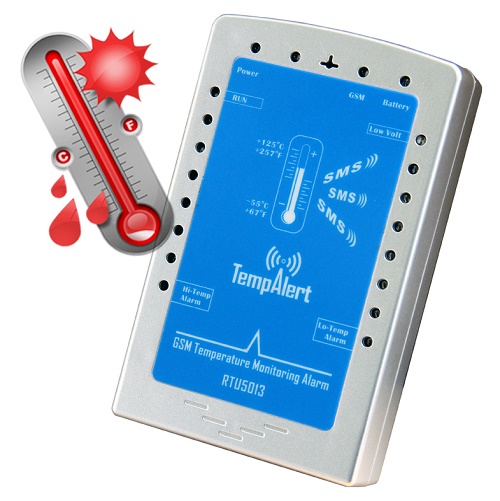 Power
GSM
Battery
RUN
Low Volt
+125°C
+257°F
+
SMS
SMS
SMS
-55°C
+67°F
TempAlert
Hi-Temp
Alarm
Lo-Temp
Alarm
GSM Temperature Monitoring Alarm
RTU5013
C
F